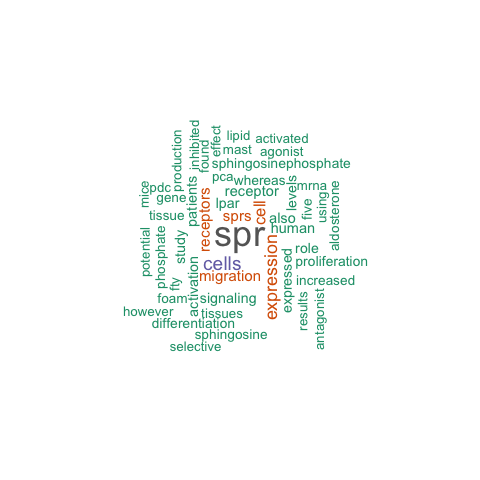 lipid
activated
effect
inhibited
production
found
mast
agonist
sphingosinephosphate
pca
whereas
mice
pdc
gene
patients
receptor
levels
mrna
aldosterone
usinga
five
tissue
receptors
lpar
sprs
cell
also
human
spr
study
phosphate
potential
cells
role
proliferation
migration
expression
expressed
increased
fty
activation
foam
signaling
results
antagonist
however
tissues
differentiation
sphingosine
selective